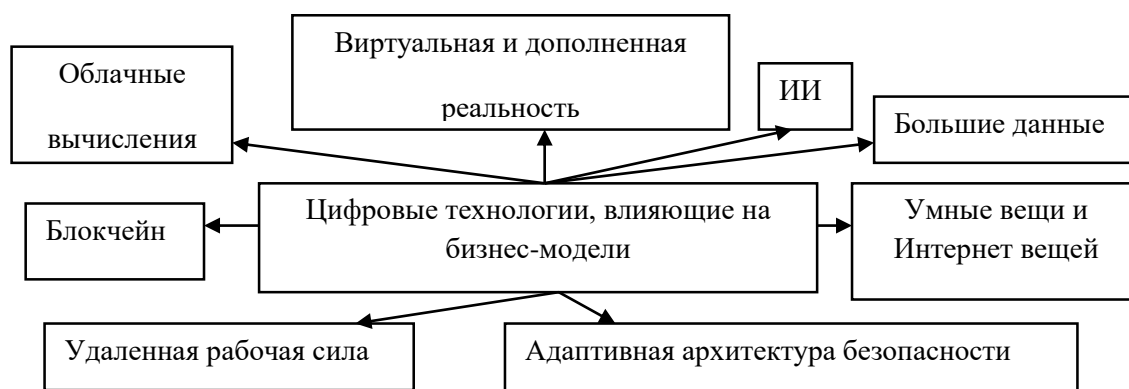 Виртуальная и дополненная
реальность
Облачные
вычисления
ИИ
Большие данные
Цифровые технологии, влияющие на
бизнес-модели
Умные вещи и
Интернет вещей
Блокчейн
Удаленная рабочая сила
Адаптивная архитектура безопасности